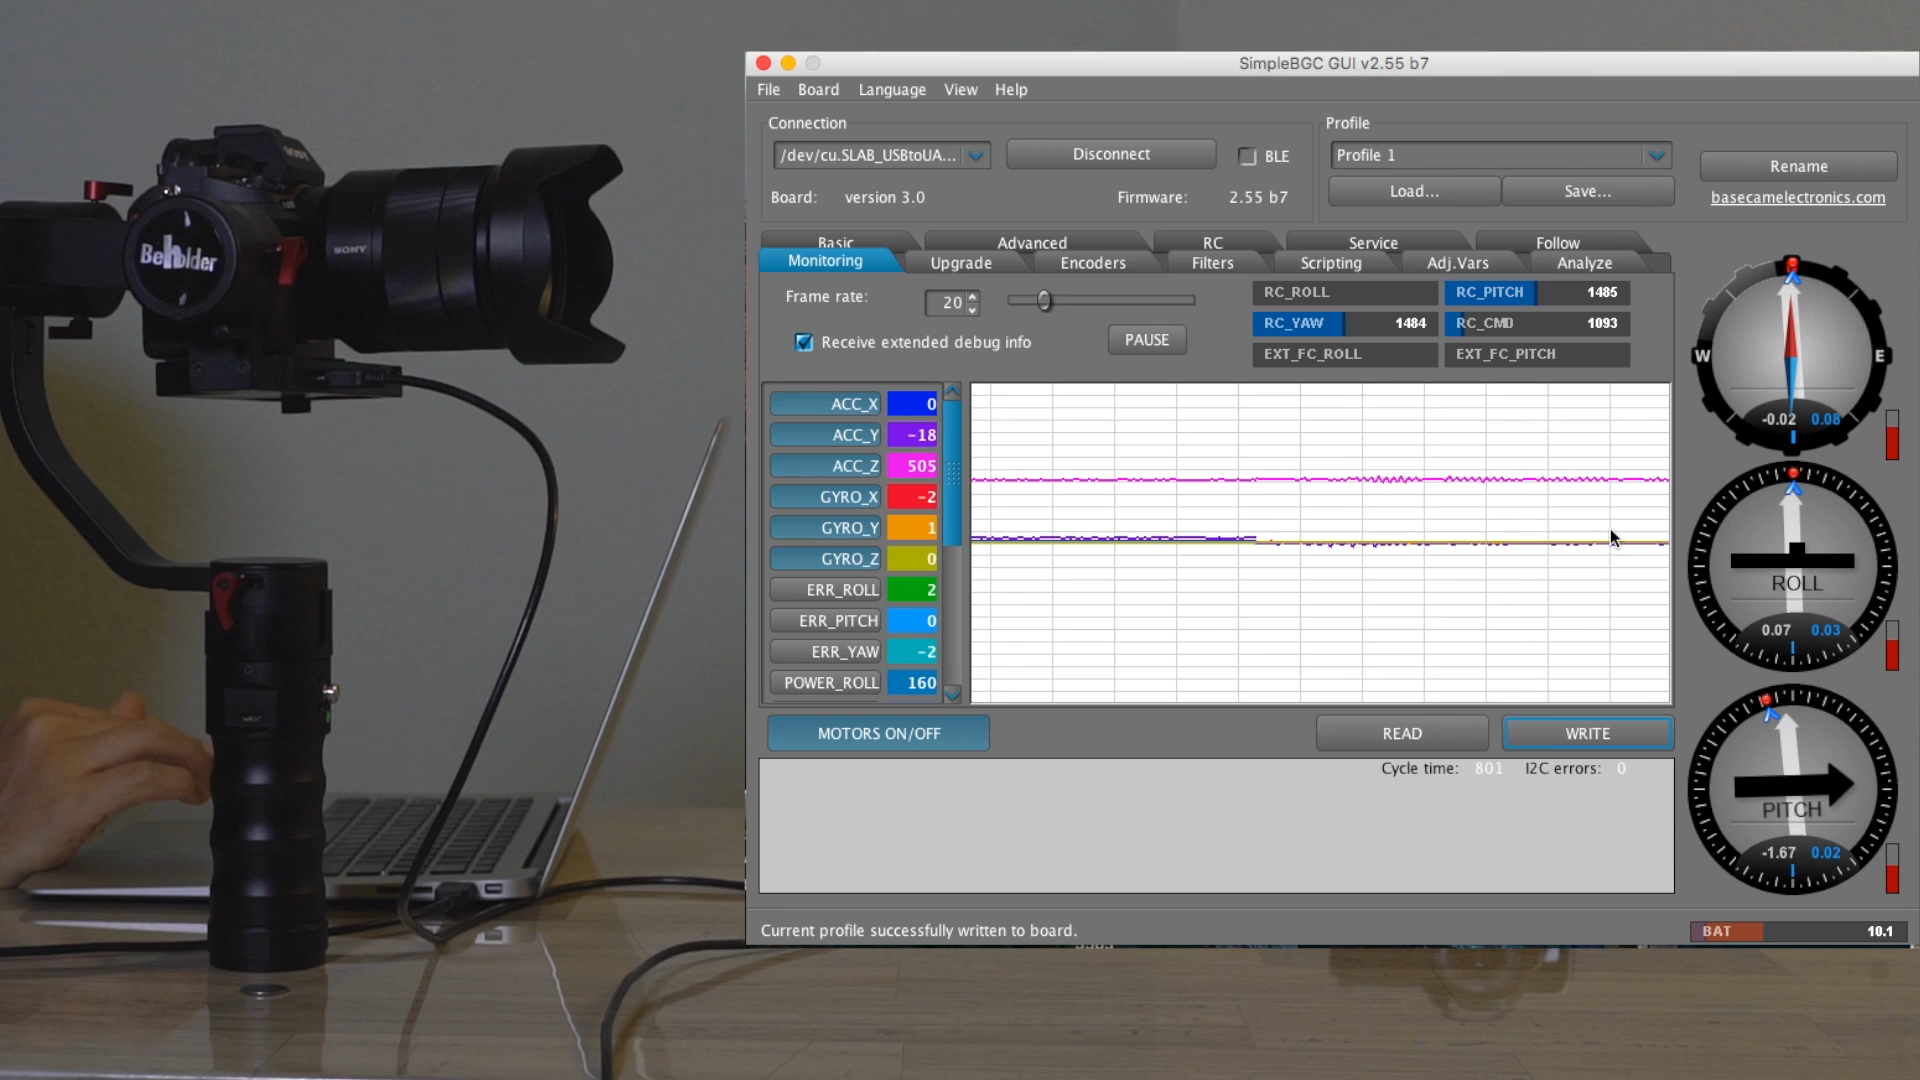 SimpleBGC GUI v2.55 b7
File Board Language View Help
Connection
/dev/cu.SLAB_USBtoUA...
Disconnect
BLE
Board: version 3.0
Firmware: 2.55 b7
Profile
Profile 1
Load...
Save...
Rename
basecamelectronics.com
Basic Advanced RC Service Follow
Monitoring Upgrade Encoders Filters Scripting Adj.Vars Analyze
Frame rate: 20
Receive extended debug info
PAUSE
RC_ROLL
RC_PITCH 1485
RC_YAW 1484
RC_CMD 1093
EXT_FC_ROLL
EXT_FC_PITCH
ACC_X 0
ACC_Y -18
ACC_Z 505
GYRO_X -2
GYRO_Y 1
GYRO_Z 0
ERR_ROLL 2
ERR_PITCH 0
ERR_YAW -2
POWER_ROLL 160
W E
-0.02 0.08
ROLL
0.07 0.03
PITCH
-1.67 0.02
MOTORS ON/OFF
READ
WRITE
Cycle time: 801 I2C errors: 0
Current profile successfully written to board.
BAT 10.1
Beholder
SONY